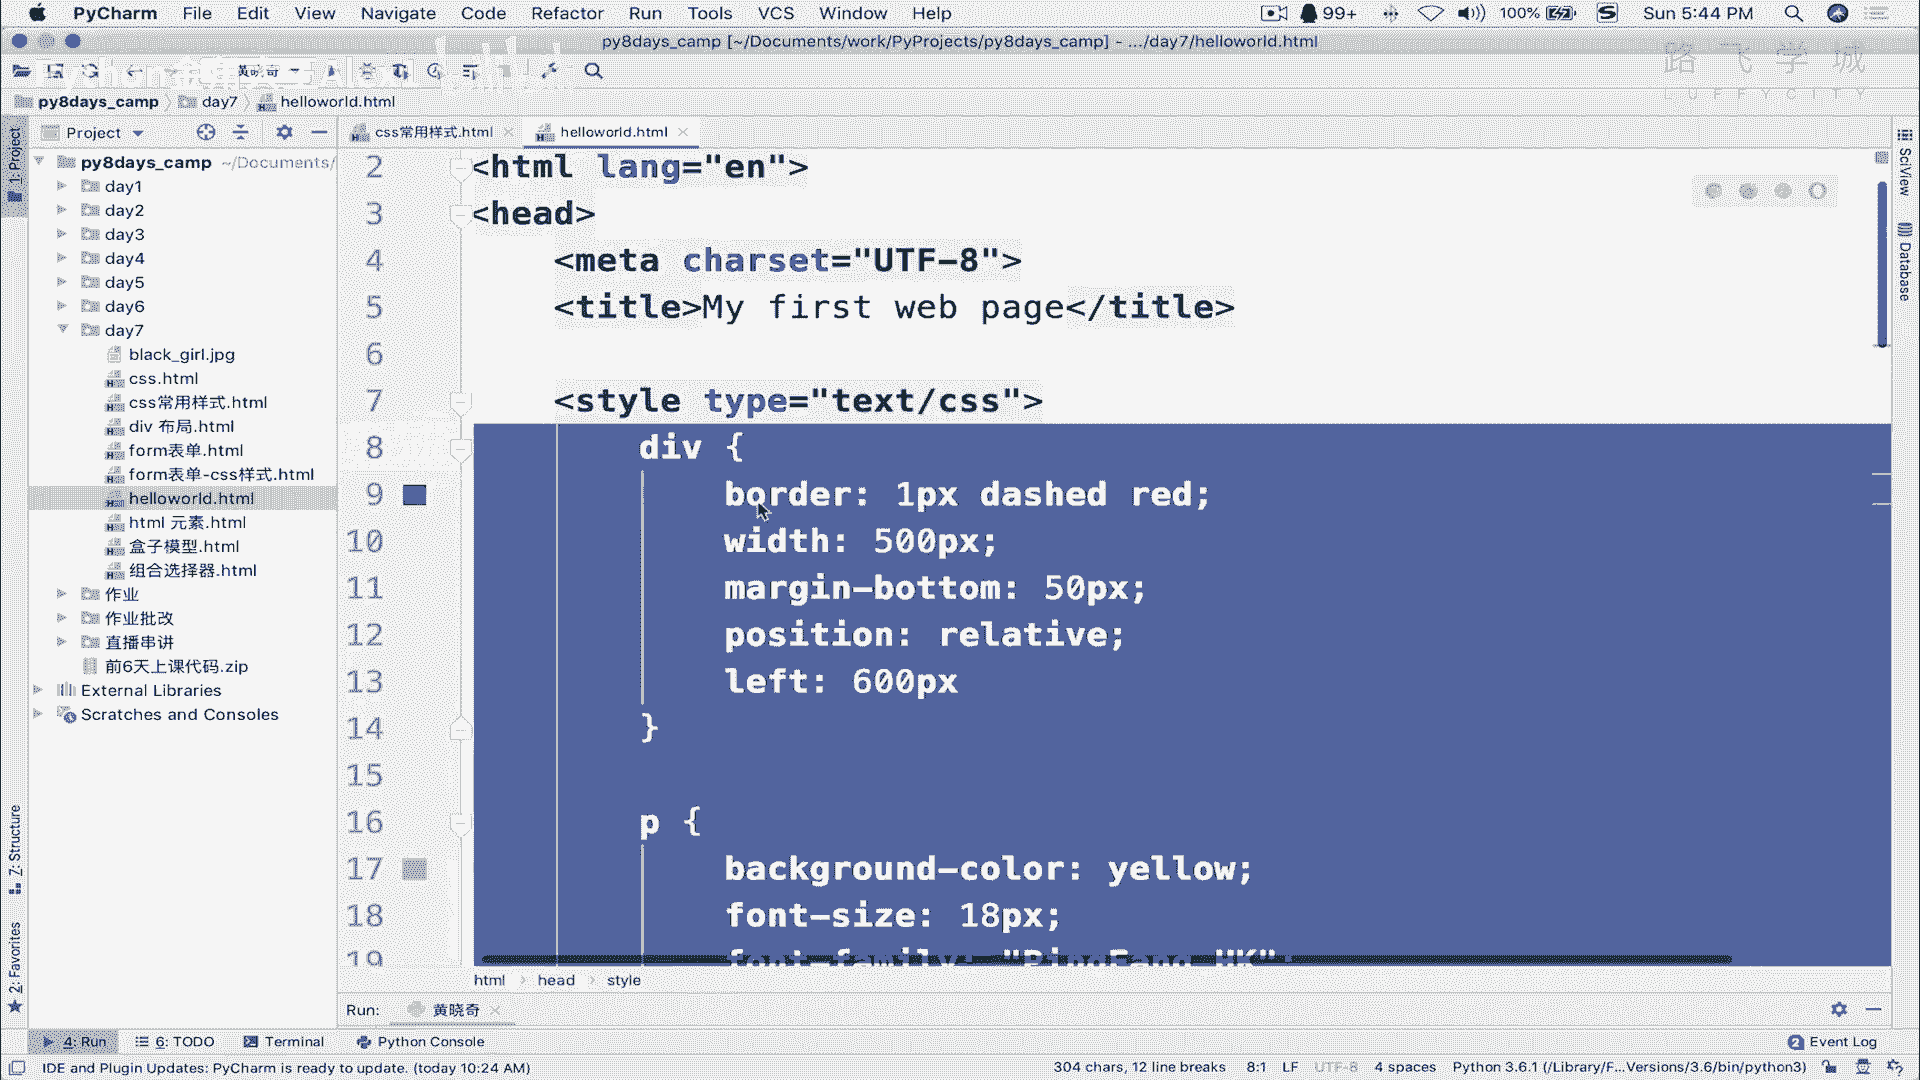 PyCharm File Edit View Navigate Code Refactor Run Tools VCS Window Help 99+ 100% Sun 5:44 PM
py8days_camp [~/Documents/work/PyProjects/py8days_camp] - .../day7/helloworld.html
路飞学城
LUFFYCITY
黄晓奇
py8days_camp day7 helloworld.html
Project css常用样式.html helloworld.html
1: Project
py8days_camp ~/Documents/
day1
day2
day3
day4
day5
day6
day7
black_girl.jpg
css.html
css常用样式.html
div 布局.html
form表单.html
form表单-css样式.html
helloworld.html
html 元素.html
盒子模型.html
组合选择器.html
作业
作业批改
直播串讲
前6天上课代码.zip
External Libraries
Scratches and Consoles
Z: Structure
2: Favorites
2 <html lang="en">
3 <head>
4 <meta charset="UTF-8">
5 <title>My first web page</title>
6
7 <style type="text/css">
8 div {
9 border: 1px dashed red;
10 width: 500px;
11 margin-bottom: 50px;
12 position: relative;
13 left: 600px
14 }
15
16 p {
17 background-color: yellow;
18 font-size: 18px;
19 font-family: "PingFang HK"
SciView
Database
html head style
Run: 黄晓奇
4: Run 6: TODO Terminal Python Console 2 Event Log
IDE and Plugin Updates: PyCharm is ready to update. (today 10:24 AM) 304 chars, 12 line breaks 8:1 LF UTF-8 4 spaces Python 3.6.1 (/Library/F...Versions/3.6/bin/python3)